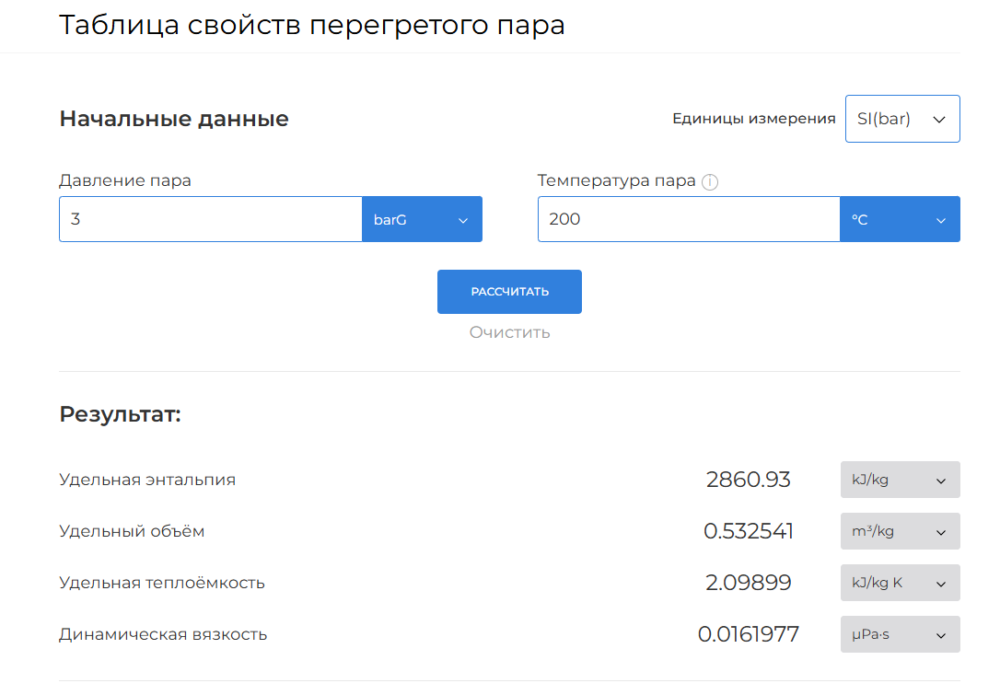 Таблица свойств перегретого пара
Начальные данные
Единицы измерения SI(bar)
Давление пара
Температура пара i
3 barG
200 °C
РАССЧИТАТЬ
Очистить
Результат:
Удельная энтальпия 2860.93 kJ/kg
Удельный объём 0.532541 m³/kg
Удельная теплоёмкость 2.09899 kJ/kg K
Динамическая вязкость 0.0161977 µPa·s